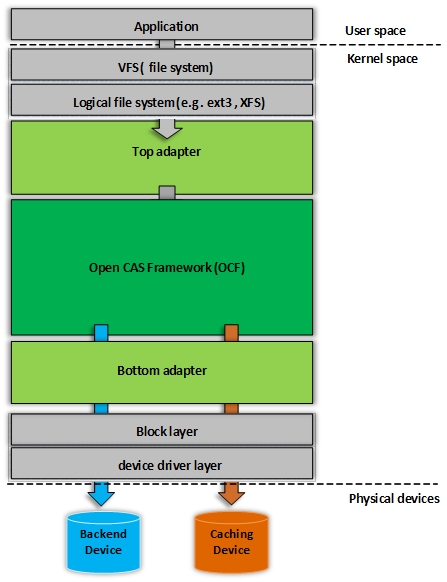 Application
User space
Kernel space
VFS( file system)
Logical file system (e.g. ext3 , XFS)
Top adapter
Open CAS Framework (OCF)
Bottom adapter
Block layer
device driver layer
Physical devices
Backend
Device
Caching
Device